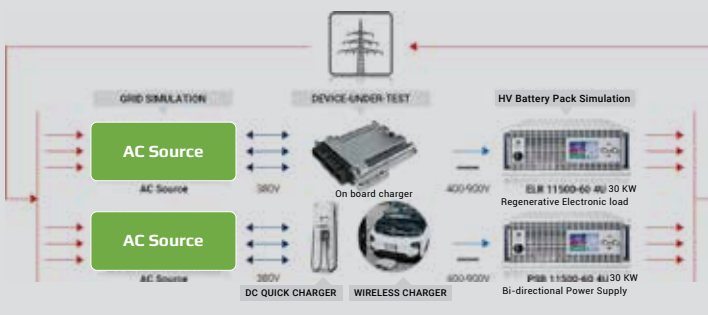 GRID SIMULATION
DEVICE-UNDER-TEST
HV Battery Pack Simulation
AC Source
AC Source
380V
On board charger
400-900V
ELR 11500-60 4U 30 KW
Regenerative Electronic load
AC Source
AC Source
380V
400-900V
PSB 11500-60 4U 30 KW
Bi-directional Power Supply
DC QUICK CHARGER
WIRELESS CHARGER